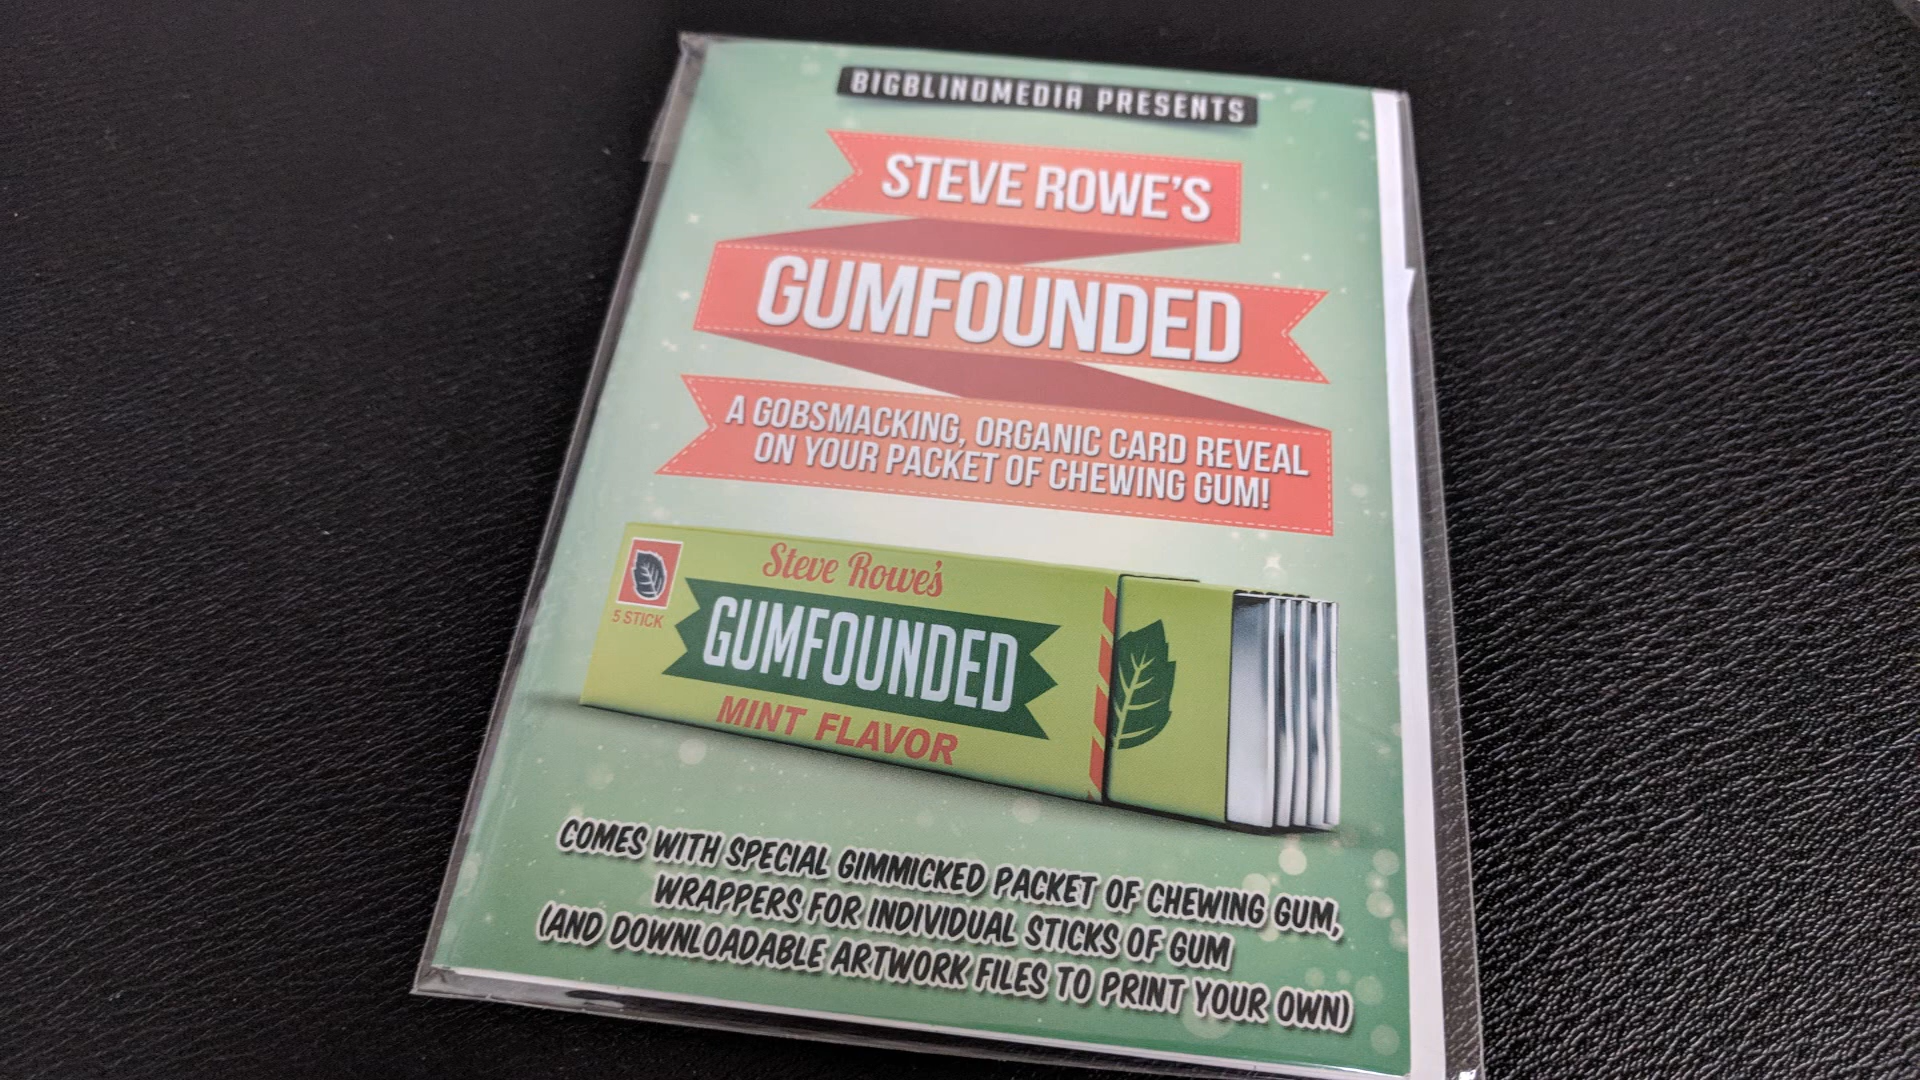 BIGBLINDMEDIA PRESENTS
STEVE ROWE'S
GUMFOUNDED
A GOBSMACKING, ORGANIC CARD REVEAL
ON YOUR PACKET OF CHEWING GUM!
5 STICK
Steve Rowe's
GUMFOUNDED
MINT FLAVOR
COMES WITH SPECIAL GIMMICKED PACKET OF CHEWING GUM,
WRAPPERS FOR INDIVIDUAL STICKS OF GUM
(AND DOWNLOADABLE ARTWORK FILES TO PRINT YOUR OWN)